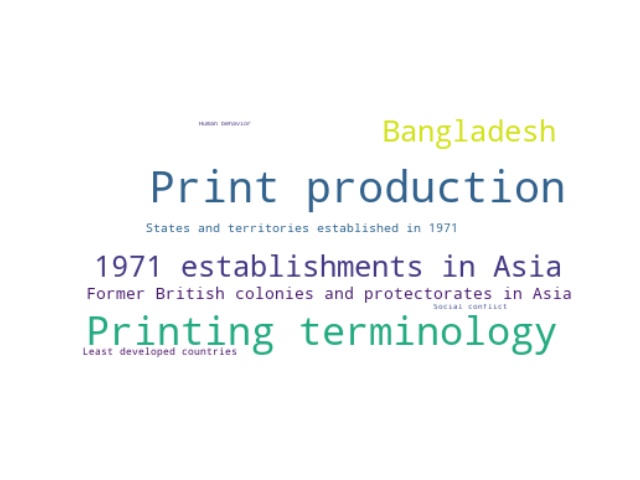 Human behavior
Bangladesh
Print production
States and territories established in 1971
1971 establishments in Asia
Former British colonies and protectorates in Asia
Social conflict
Printing terminology
Least developed countries